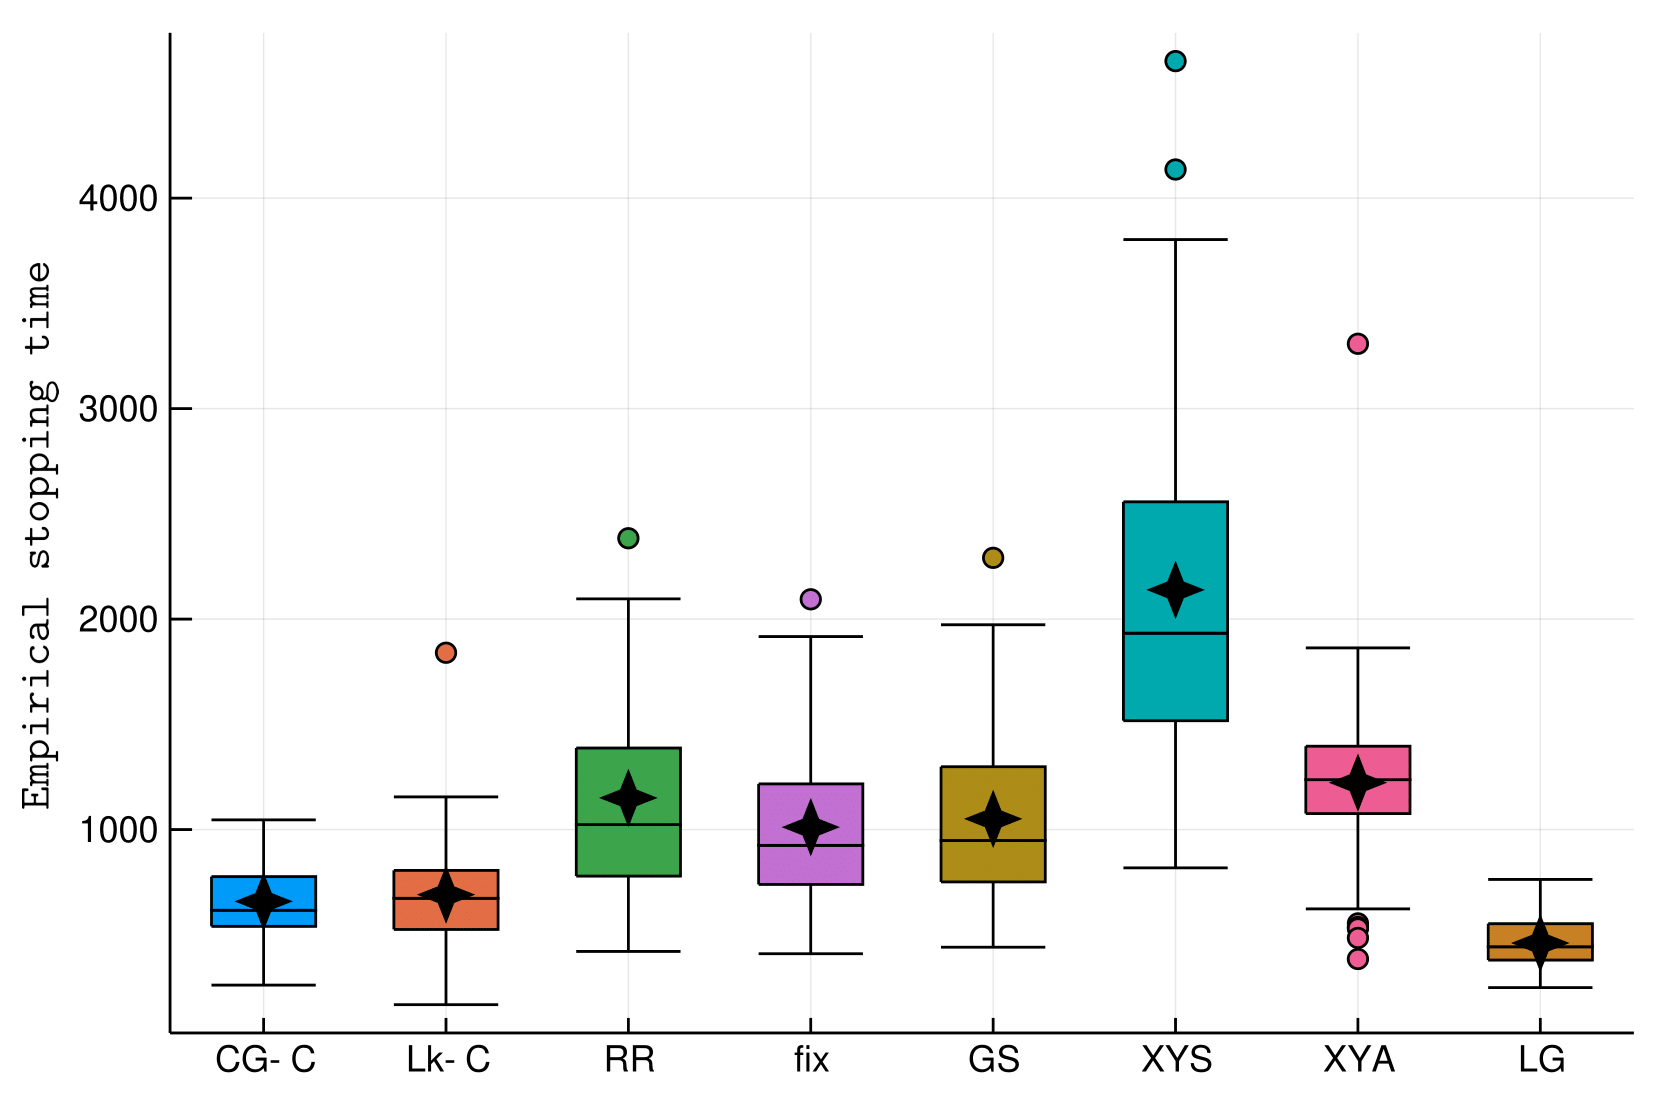 Empirical stopping time
4000
3000
2000
1000
CG- C Lk- C RR fix GS XYS XYA LG